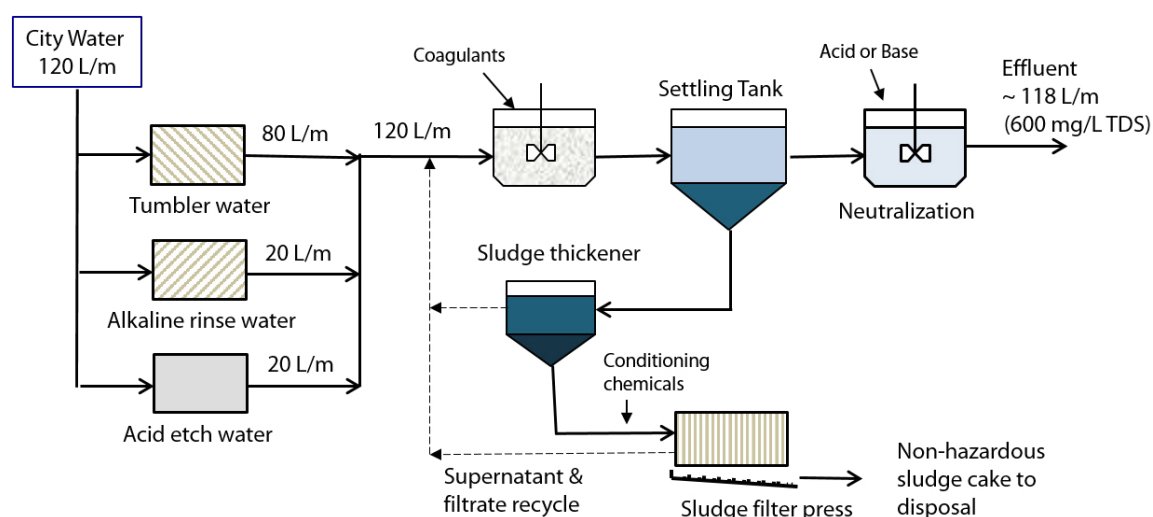 City Water
120 L/m
Coagulants
Acid or Base
Effluent
~ 118 L/m
(600 mg/L TDS)
Settling Tank
80 L/m
120 L/m
Tumbler water
Neutralization
20 L/m
Sludge thickener
Alkaline rinse water
20 L/m
Conditioning
chemicals
Acid etch water
Supernatant &
filtrate recycle
Non-hazardous
sludge cake to
disposal
Sludge filter press